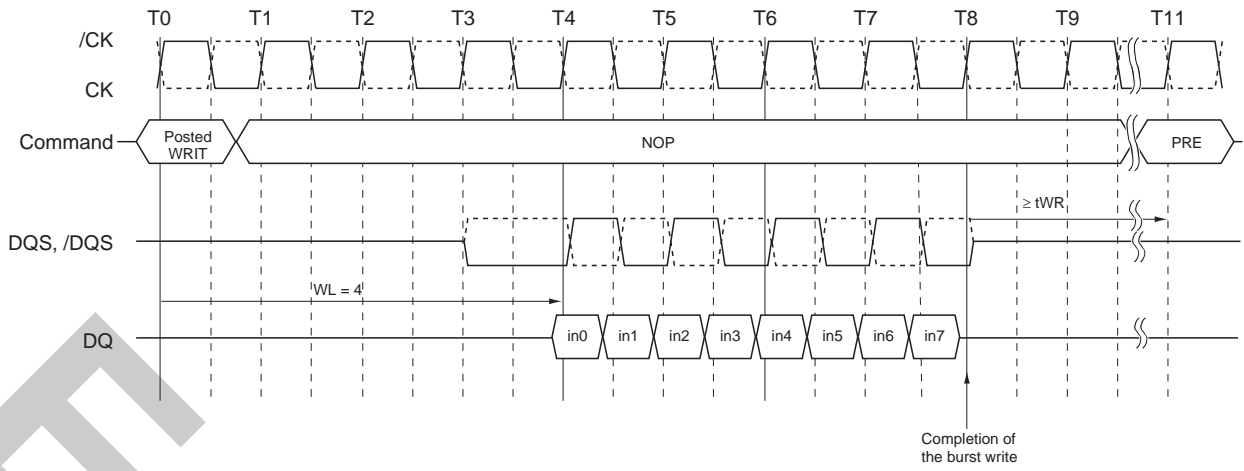 T0 T1 T2 T3 T4 T5 T6 T7 T8 T9 T11
/CK
CK
Command
Posted
WRIT
NOP
PRE
≥ tWR
DQS, /DQS
WL = 4
DQ
in0 in1 in2 in3 in4 in5 in6 in7
Completion of
the burst write